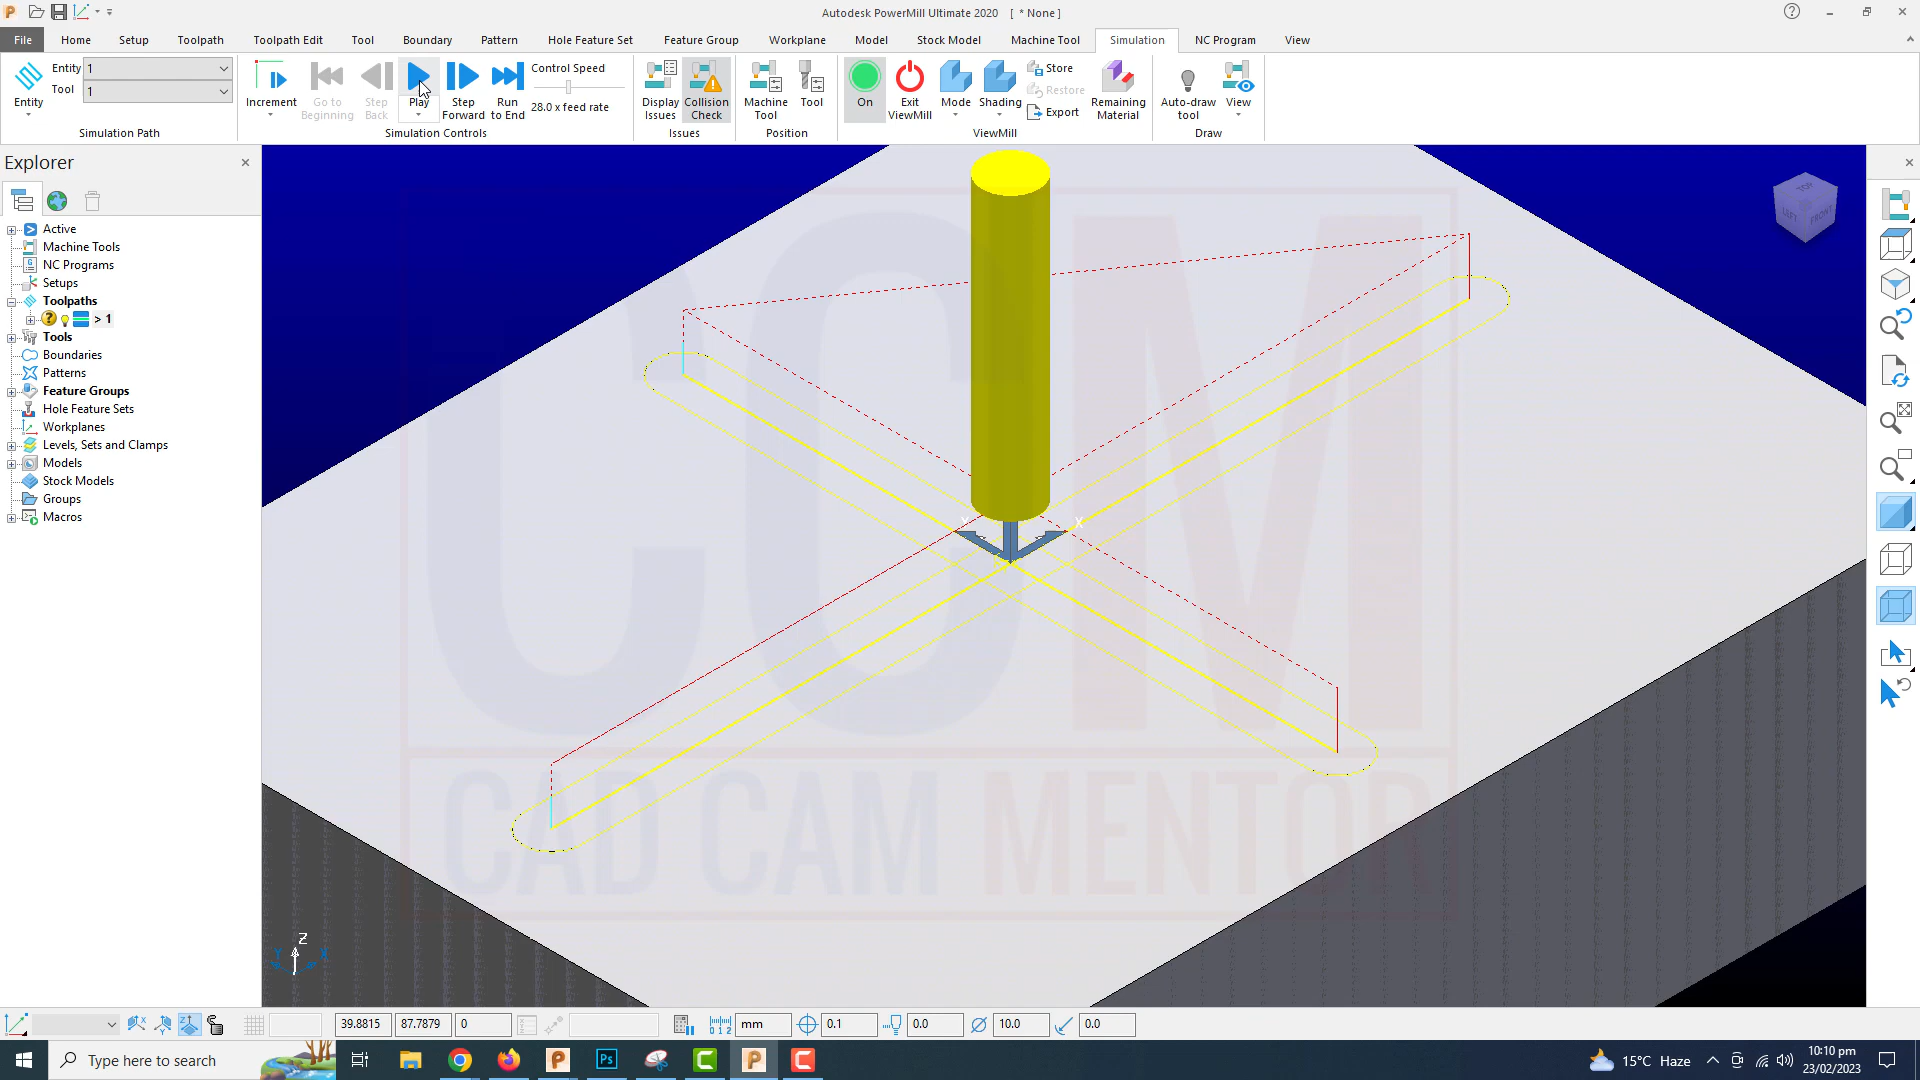 Autodesk PowerMill Ultimate 2020 [ * None ]
File Home Setup Toolpath Toolpath Edit Tool Boundary Pattern Hole Feature Set Feature Group Workplane Model Stock Model Machine Tool Simulation NC Program View
Entity
Entity 1
Tool 1
Simulation Path
Increment
Go to Beginning
Step Back
Play
Step Forward
Run to End
Control Speed
28.0 x feed rate
Simulation Controls
Display Issues
Collision Check
Issues
Machine Tool
Tool
Position
On
Exit ViewMill
Mode
Shading
Store
Restore
Export
Remaining Material
ViewMill
Auto-draw tool
View
Draw
Explorer
Active
Machine Tools
NC Programs
Setups
Toolpaths
> 1
Tools
Boundaries
Patterns
Feature Groups
Hole Feature Sets
Workplanes
Levels, Sets and Clamps
Models
Stock Models
Groups
Macros
CCM
CAD CAM MENTOR
TOP
LEFT
FRONT
X
Z
Y
X
39.8815 87.7879 0 mm 0.1 0.0 10.0 0.0
Type here to search
15°C Haze
10:10 pm
23/02/2023